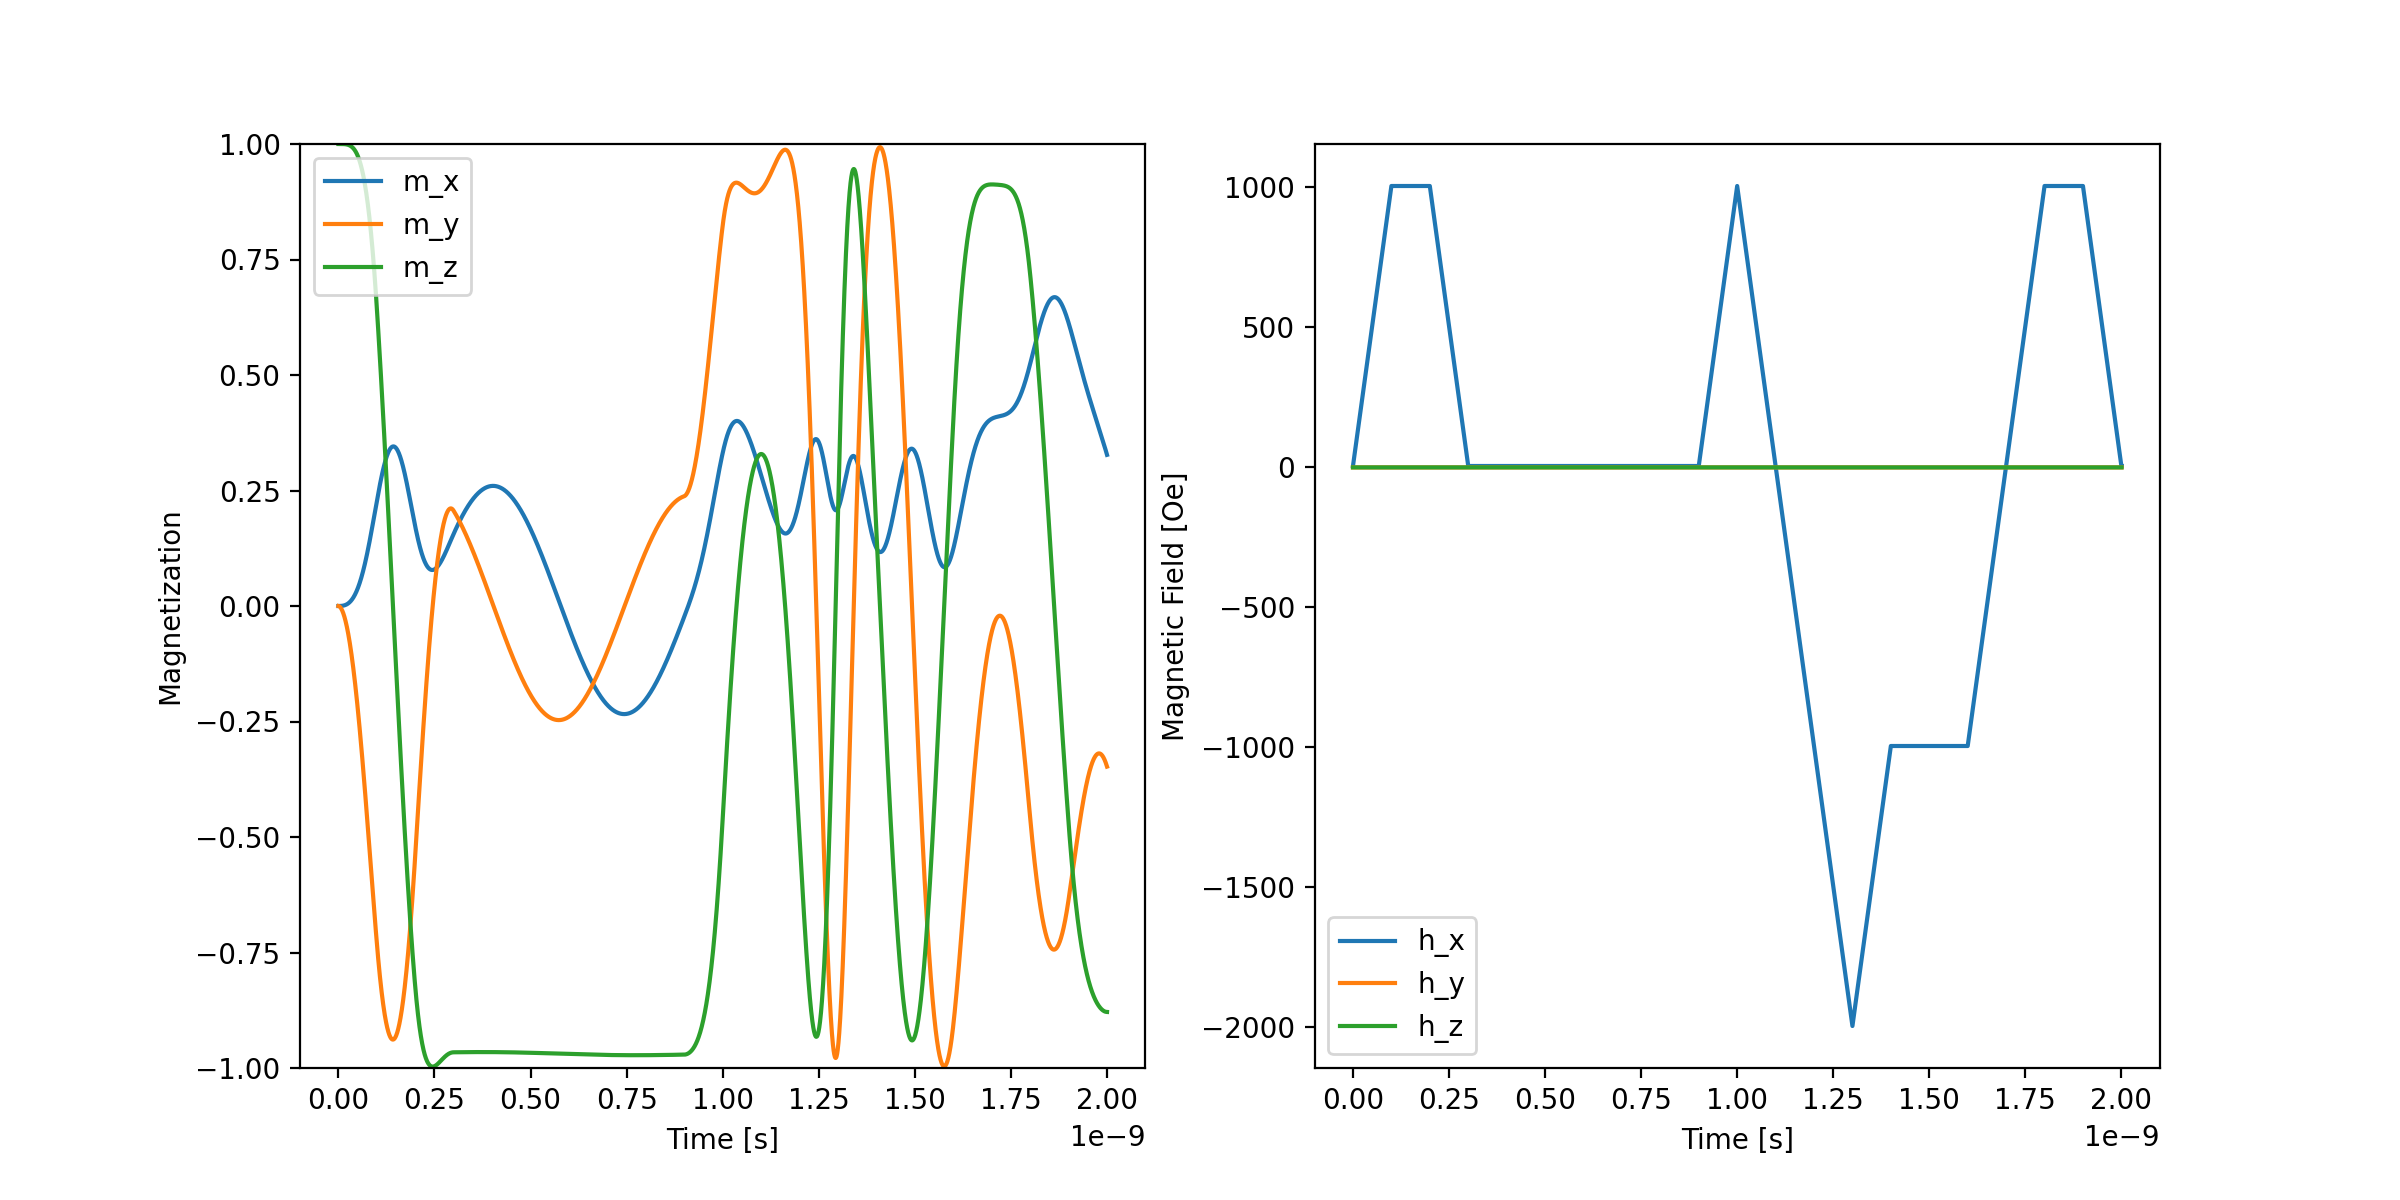 Magnetization
1.00
0.75
0.50
0.25
0.00
−0.25
−0.50
−0.75
−1.00
m_x
m_y
m_z
0.00 0.25 0.50 0.75 1.00 1.25 1.50 1.75 2.00
Time [s]
1e−9
Magnetic Field [Oe]
1000
500
0
−500
−1000
−1500
−2000
h_x
h_y
h_z
0.00 0.25 0.50 0.75 1.00 1.25 1.50 1.75 2.00
Time [s]
1e−9